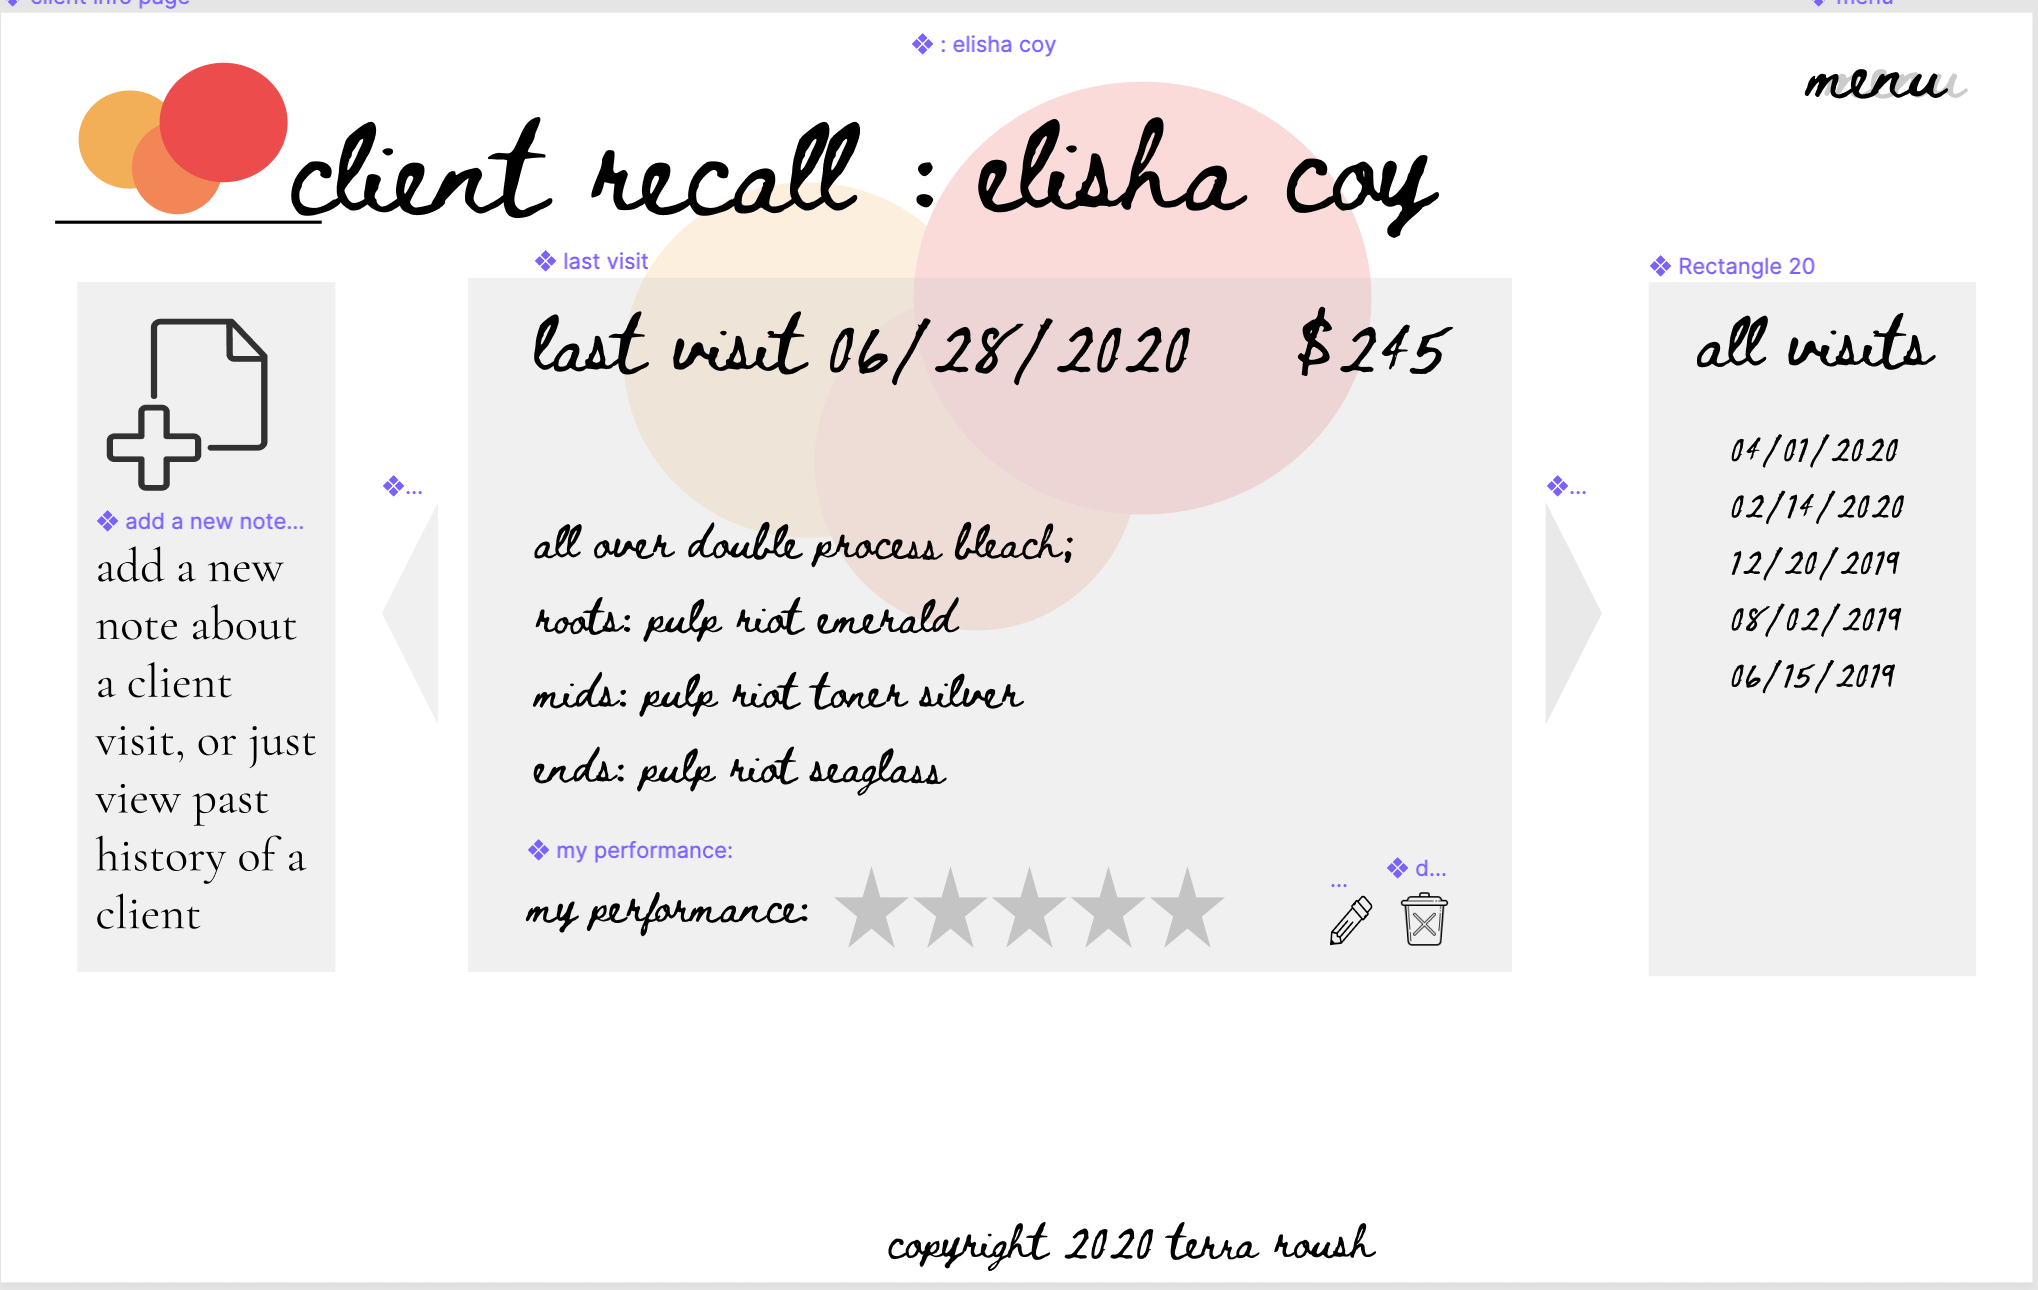 client info page
menu
: elisha coy
menu
client recall : elisha coy
last visit
Rectangle 20
last visit 06/28/2020 $245
all visits
04/01/2020
02/14/2020
12/20/2019
08/02/2019
06/15/2019
...
...
add a new note...
add a new
note about
a client
visit, or just
view past
history of a
client
all over double process bleach;
roots: pulp riot emerald
mids: pulp riot toner silver
ends: pulp riot seaglass
my performance:
my performance:
...
d...
copyright 2020 terra roush